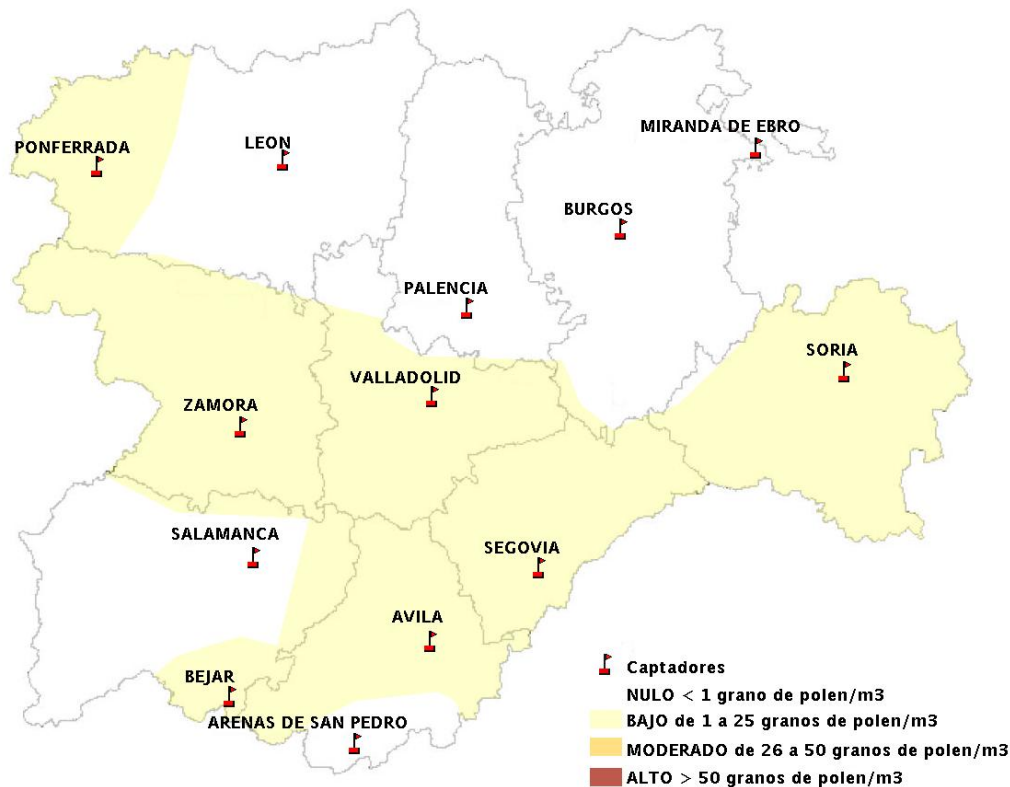 MIRANDA DE EBRO
PONFERRADA
LEON
BURGOS
PALENCIA
SORIA
VALLADOLID
ZAMORA
SALAMANCA
SEGOVIA
AVILA
BEJAR
ARENAS DE SAN PEDRO
Captadores
NULO < 1 grano de polen/m3
BAJO de 1 a 25 granos de polen/m3
MODERADO de 26 a 50 granos de polen/m3
ALTO > 50 granos de polen/m3